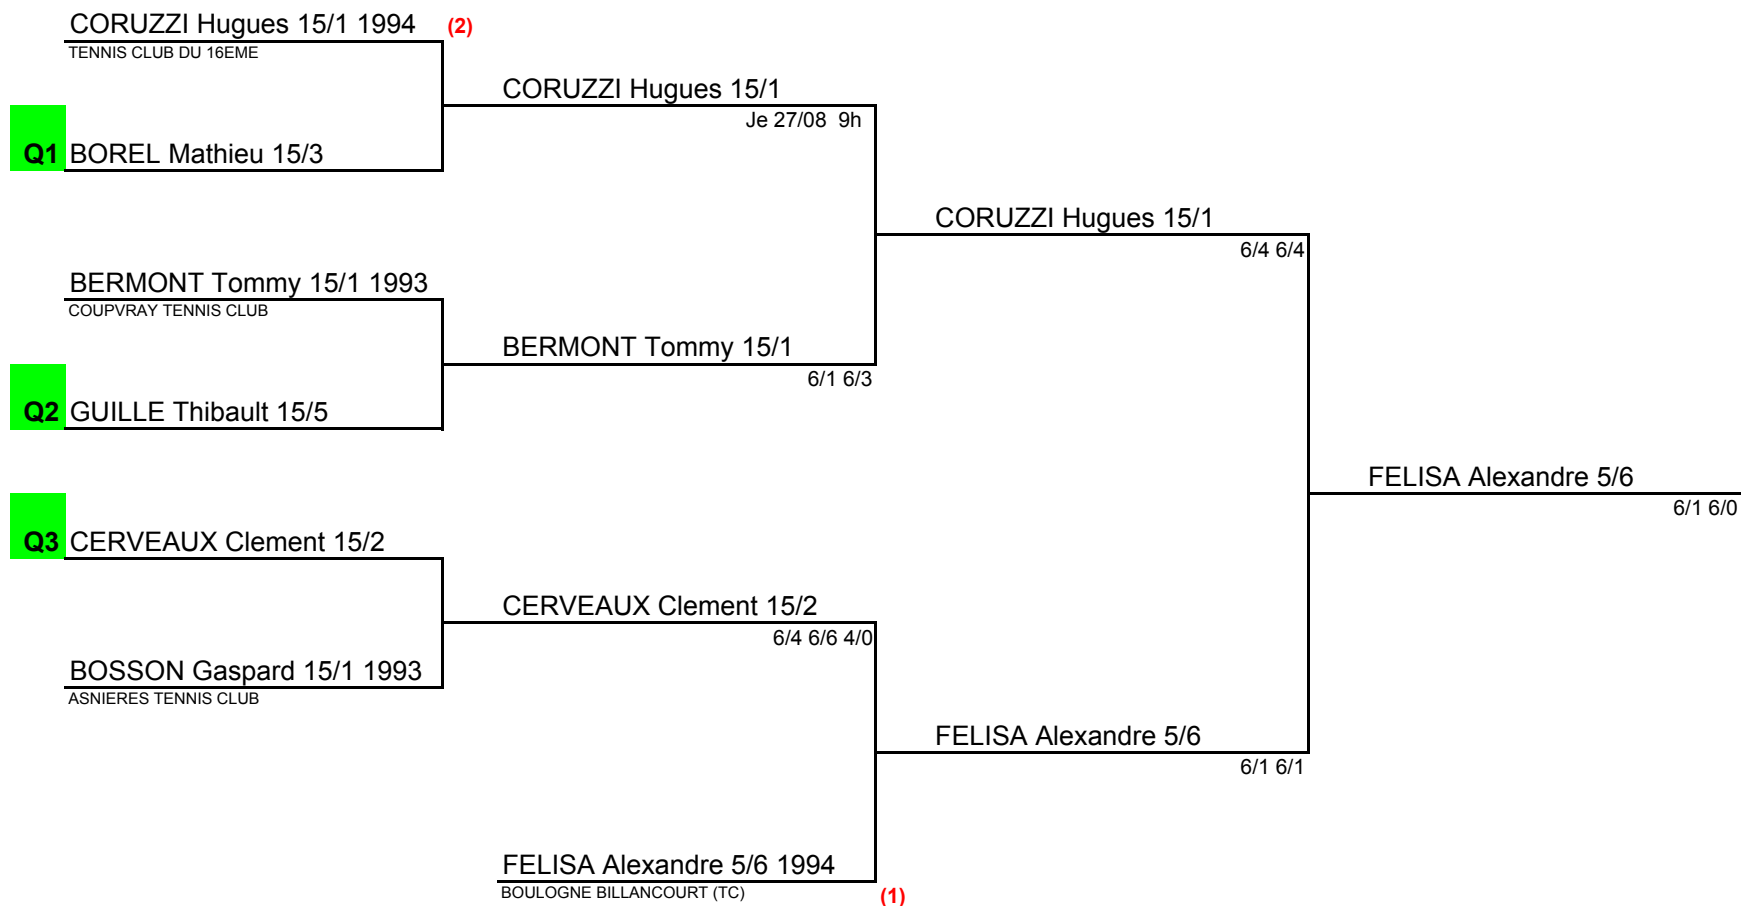 CORUZZI Hugues 15/1 1994 (2)
TENNIS CLUB DU 16EME
CORUZZI Hugues 15/1
Je 27/08 9h
Q1 BOREL Mathieu 15/3
CORUZZI Hugues 15/1
6/4 6/4
BERMONT Tommy 15/1 1993
COUPVRAY TENNIS CLUB
BERMONT Tommy 15/1
6/1 6/3
Q2 GUILLE Thibault 15/5
FELISA Alexandre 5/6
6/1 6/0
Q3 CERVEAUX Clement 15/2
CERVEAUX Clement 15/2
6/4 6/6 4/0
BOSSON Gaspard 15/1 1993
ASNIERES TENNIS CLUB
FELISA Alexandre 5/6
6/1 6/1
FELISA Alexandre 5/6 1994
BOULOGNE BILLANCOURT (TC) (1)